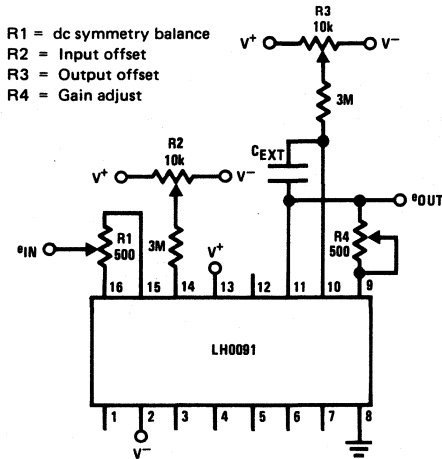 R1 = dc symmetry balance
R2 = Input offset
R3 = Output offset
R4 = Gain adjust
R3
10k
V+ V−
3M
R2
10k
V+ V−
CEXT
eOUT
eIN
R1
500
3M
V+
R4
500
16 15 14 13 12 11 10 9
LH0091
1 2 3 4 5 6 7 8
V−